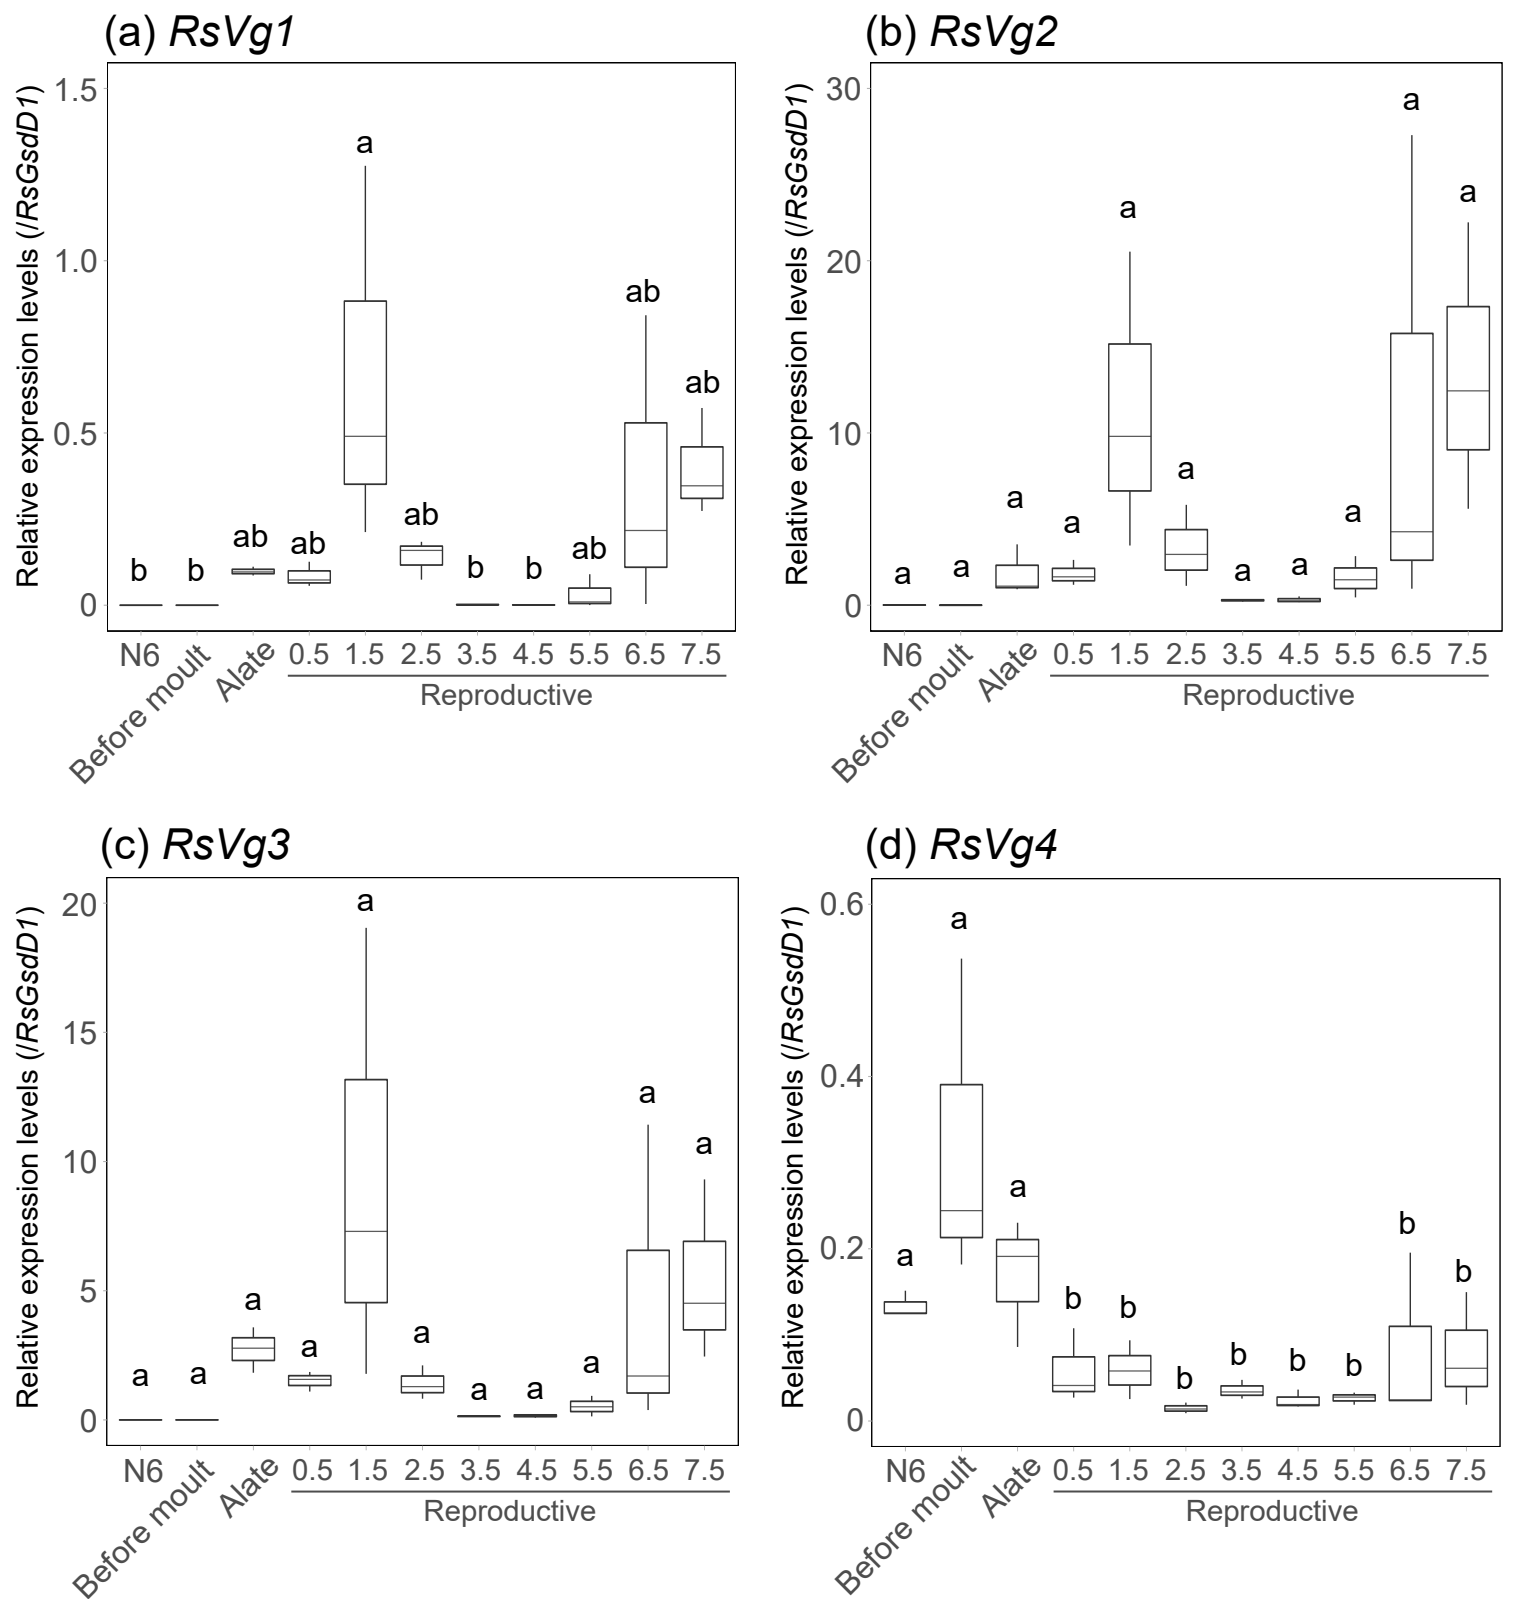 (a) RsVg1
Relative expression levels (/RsGsdD1)
1.5
1.0
0.5
0
b b ab ab a ab b b ab ab ab
N6 Before moult Alate 0.5 1.5 2.5 3.5 4.5 5.5 6.5 7.5
Reproductive
(b) RsVg2
Relative expression levels (/RsGsdD1)
30
20
10
0
a a a a a a a a a a a
N6 Before moult Alate 0.5 1.5 2.5 3.5 4.5 5.5 6.5 7.5
Reproductive
(c) RsVg3
Relative expression levels (/RsGsdD1)
20
15
10
5
0
a a a a a a a a a a a
N6 Before moult Alate 0.5 1.5 2.5 3.5 4.5 5.5 6.5 7.5
Reproductive
(d) RsVg4
Relative expression levels (/RsGsdD1)
0.6
0.4
0.2
0
a a a b b b b b b b b
N6 Before moult Alate 0.5 1.5 2.5 3.5 4.5 5.5 6.5 7.5
Reproductive